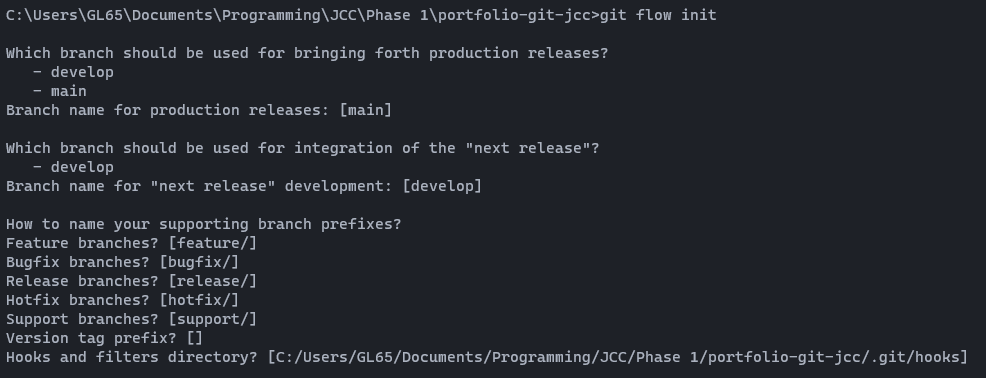 C:\Users\GL65\Documents\Programming\JCC\Phase 1\portfolio-git-jcc>git flow init
Which branch should be used for bringing forth production releases?
   - develop
   - main
Branch name for production releases: [main]
Which branch should be used for integration of the "next release"?
   - develop
Branch name for "next release" development: [develop]
How to name your supporting branch prefixes?
Feature branches? [feature/]
Bugfix branches? [bugfix/]
Release branches? [release/]
Hotfix branches? [hotfix/]
Support branches? [support/]
Version tag prefix? []
Hooks and filters directory? [C:/Users/GL65/Documents/Programming/JCC/Phase 1/portfolio-git-jcc/.git/hooks]